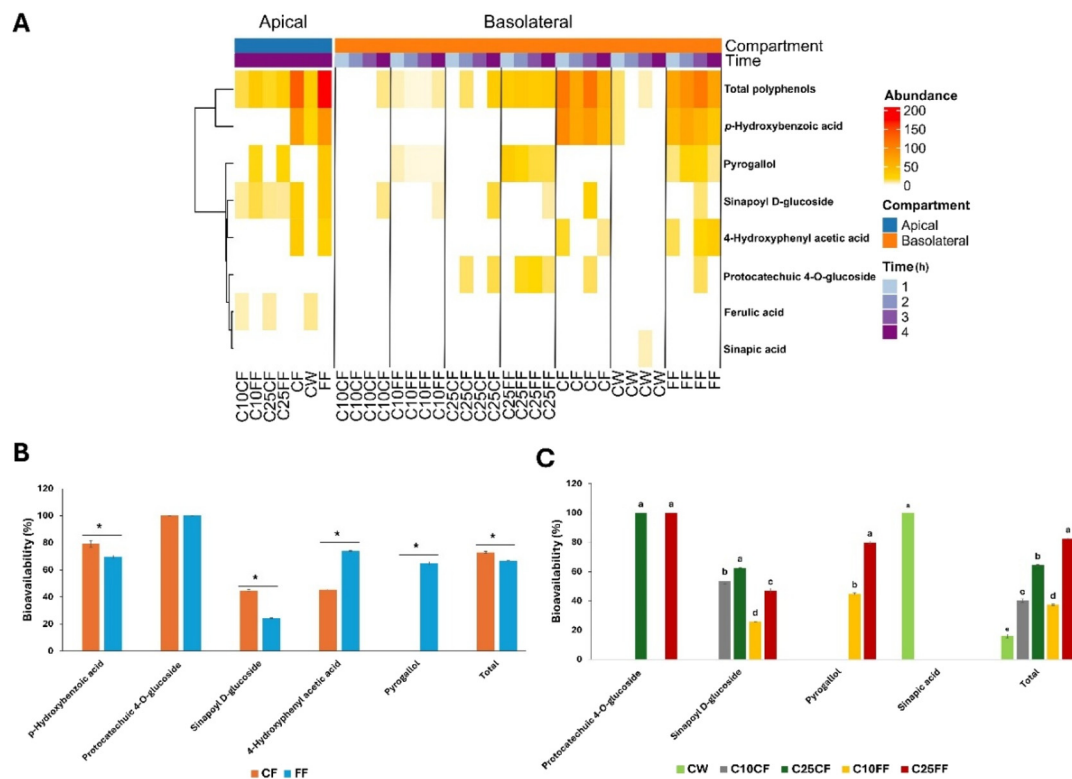 A
Apical
Basolateral
Compartment
Time
Total polyphenols
p-Hydroxybenzoic acid
Pyrogallol
Sinapoyl D-glucoside
4-Hydroxyphenyl acetic acid
Protocatechuic 4-O-glucoside
Ferulic acid
Sinapic acid
Abundance
200
150
100
50
0
Compartment
Apical
Basolateral
Time (h)
1
2
3
4
C10CF
C10FF
C25CF
C25FF
CF
CW
FF
C10CF
C10CF
C10CF
C10CF
C10FF
C10FF
C10FF
C10FF
C25CF
C25CF
C25CF
C25CF
C25FF
C25FF
C25FF
C25FF
CF
CF
CF
CF
CW
CW
CW
CW
FF
FF
FF
FF
B
Bioavailability (%)
120
100
80
60
40
20
0
*
*
*
*
*
p-Hydroxybenzoic acid
Protocatechuic 4-O-glucoside
Sinapoyl D-glucoside
4-Hydroxyphenyl acetic acid
Pyrogallol
Total
CF
FF
C
Bioavailability (%)
120
100
80
60
40
20
0
a a
b a d c
b a
e c b d a
Protocatechuic 4-O-glucoside
Sinapoyl D-glucoside
Pyrogallol
Sinapic acid
Total
CW
C10CF
C25CF
C10FF
C25FF